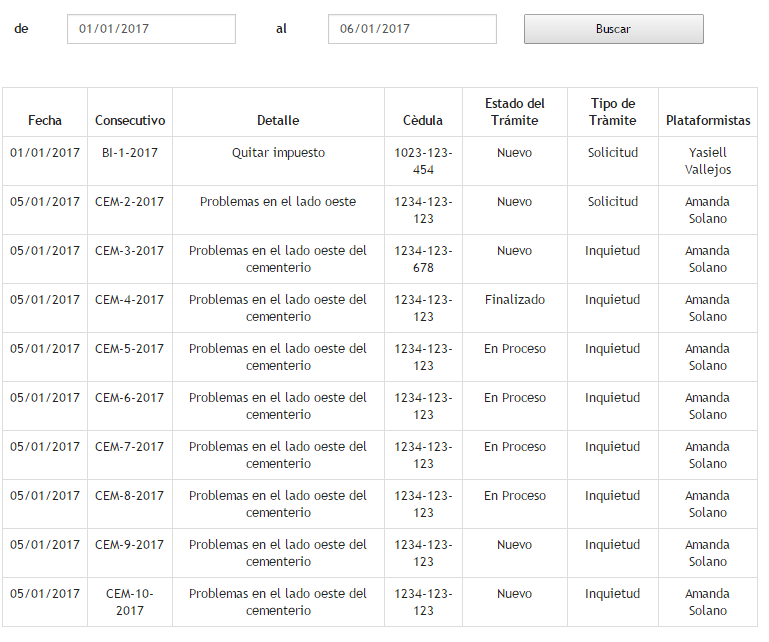 de 01/01/2017 al 06/01/2017 Buscar
Fecha Consecutivo Detalle Cèdula Estado del Trámite Tipo de Tràmite Plataformistas
01/01/2017 BI-1-2017 Quitar impuesto 1023-123-454 Nuevo Solicitud Yasiell Vallejos
05/01/2017 CEM-2-2017 Problemas en el lado oeste 1234-123-123 Nuevo Solicitud Amanda Solano
05/01/2017 CEM-3-2017 Problemas en el lado oeste del cementerio 1234-123-678 Nuevo Inquietud Amanda Solano
05/01/2017 CEM-4-2017 Problemas en el lado oeste del cementerio 1234-123-123 Finalizado Inquietud Amanda Solano
05/01/2017 CEM-5-2017 Problemas en el lado oeste del cementerio 1234-123-123 En Proceso Inquietud Amanda Solano
05/01/2017 CEM-6-2017 Problemas en el lado oeste del cementerio 1234-123-123 En Proceso Inquietud Amanda Solano
05/01/2017 CEM-7-2017 Problemas en el lado oeste del cementerio 1234-123-123 En Proceso Inquietud Amanda Solano
05/01/2017 CEM-8-2017 Problemas en el lado oeste del cementerio 1234-123-123 En Proceso Inquietud Amanda Solano
05/01/2017 CEM-9-2017 Problemas en el lado oeste del cementerio 1234-123-123 Nuevo Inquietud Amanda Solano
05/01/2017 CEM-10-2017 Problemas en el lado oeste del cementerio 1234-123-123 Nuevo Inquietud Amanda Solano